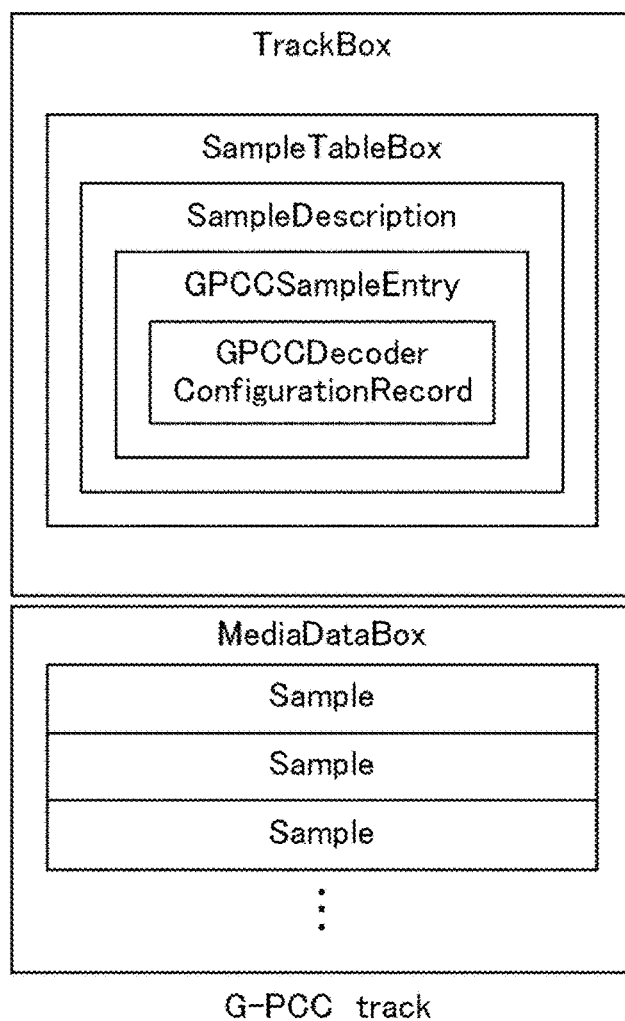 TrackBox
SampleTableBox
SampleDescription
GPCCSampleEntry
GPCCDecoder
ConfigurationRecord
MediaDataBox
Sample
Sample
Sample
G-PCC track